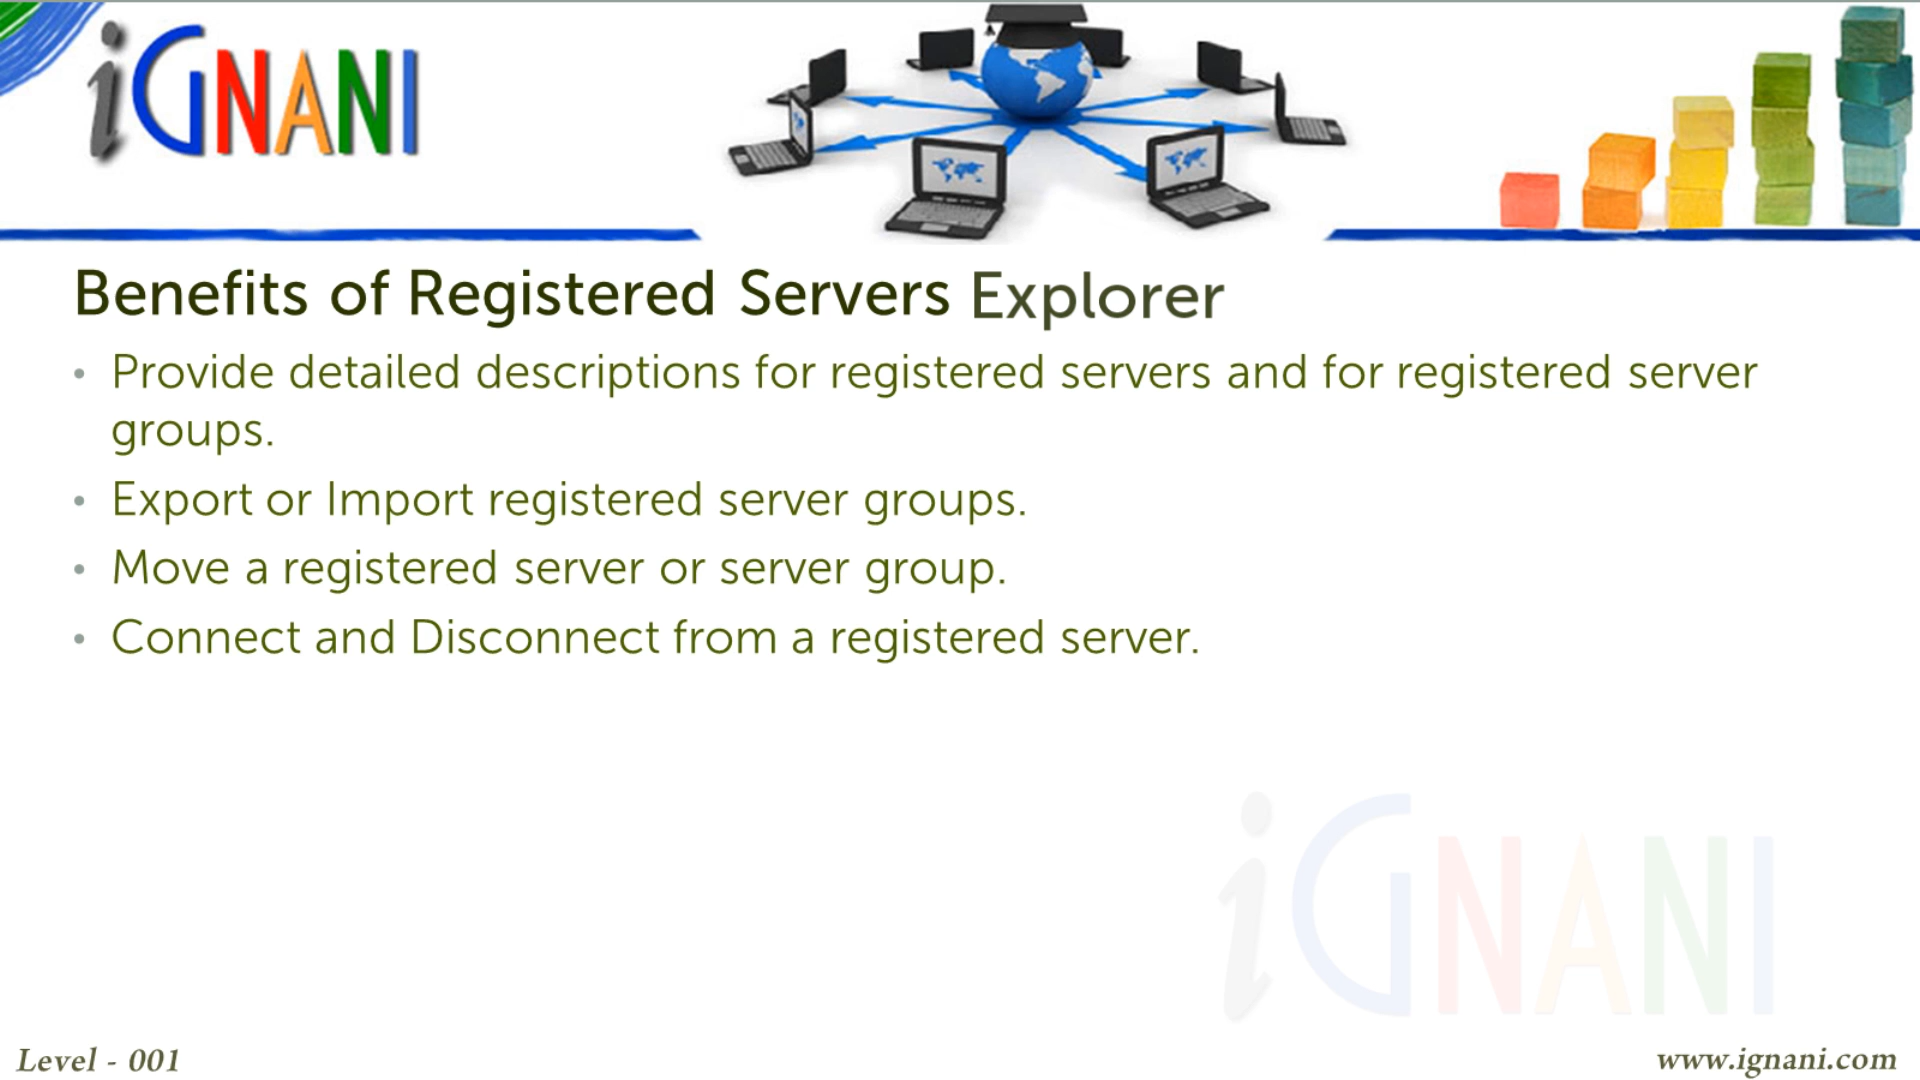 iGNANI
Benefits of Registered Servers Explorer
• Provide detailed descriptions for registered servers and for registered server
groups.
• Export or Import registered server groups.
• Move a registered server or server group.
• Connect and Disconnect from a registered server.
iGNANI
Level - 001
www.ignani.com